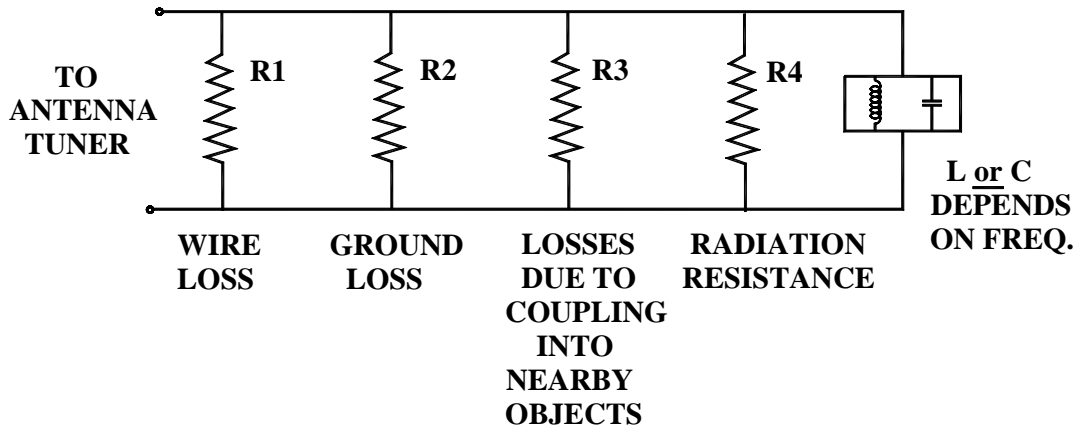 R1
R2
R3
R4
TO
ANTENNA
TUNER
L or C
DEPENDS
ON FREQ.
WIRE
LOSS
GROUND
LOSS
LOSSES
DUE TO
COUPLING
INTO
NEARBY
OBJECTS
RADIATION
RESISTANCE